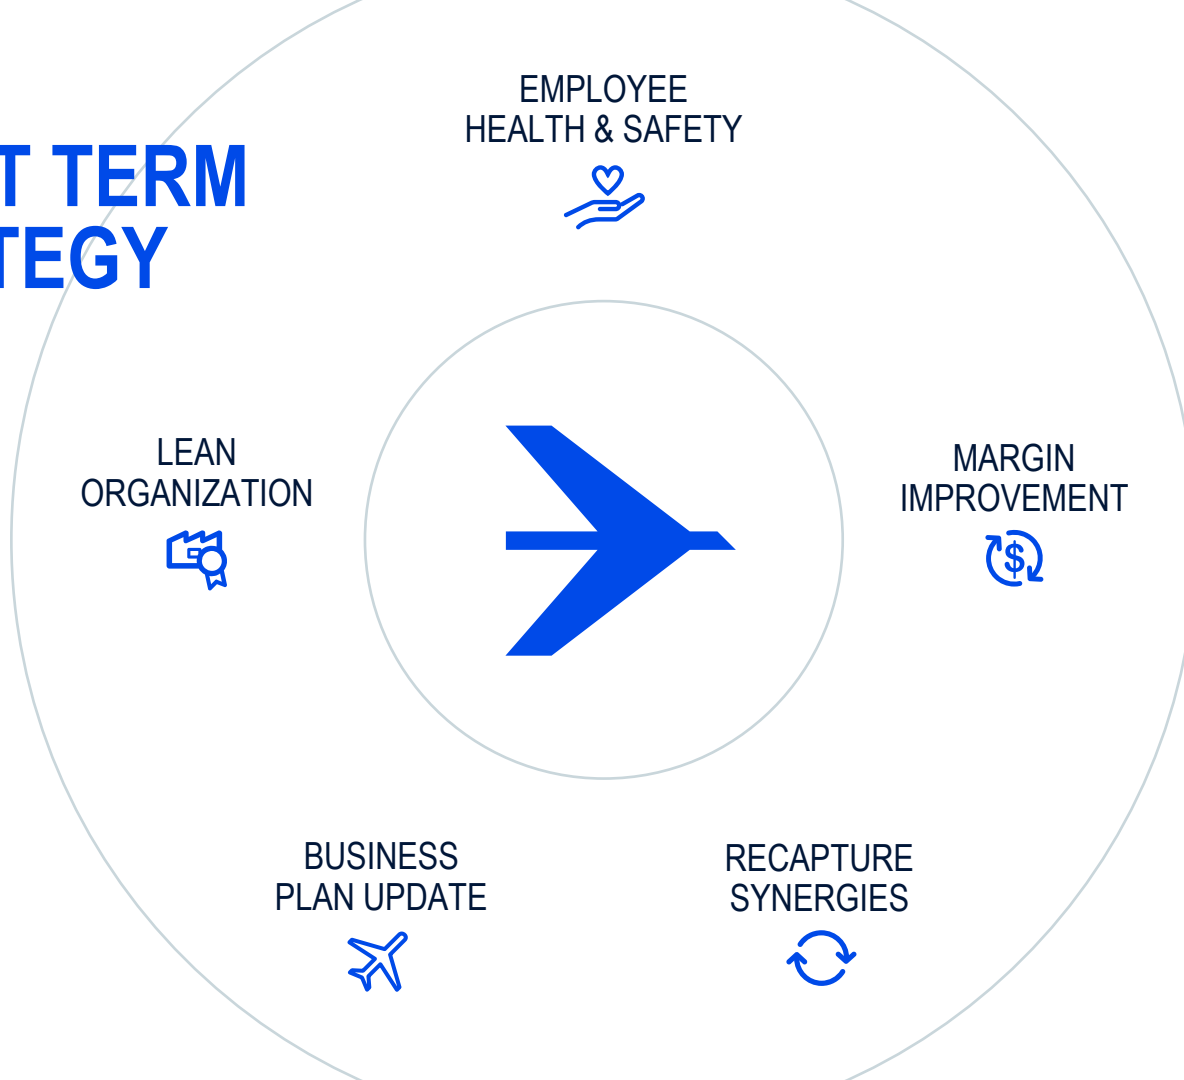 EMPLOYEE
HEALTH & SAFETY
T TERM
TEGY
LEAN
ORGANIZATION
MARGIN
IMPROVEMENT
$
BUSINESS
PLAN UPDATE
RECAPTURE
SYNERGIES